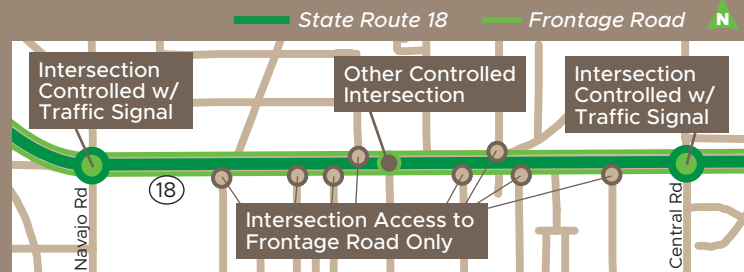 State Route 18
Frontage Road
N
Intersection
Controlled w/
Traffic Signal
Other Controlled
Intersection
Intersection
Controlled w/
Traffic Signal
18
Intersection Access to
Frontage Road Only
Navajo Rd
Central Rd